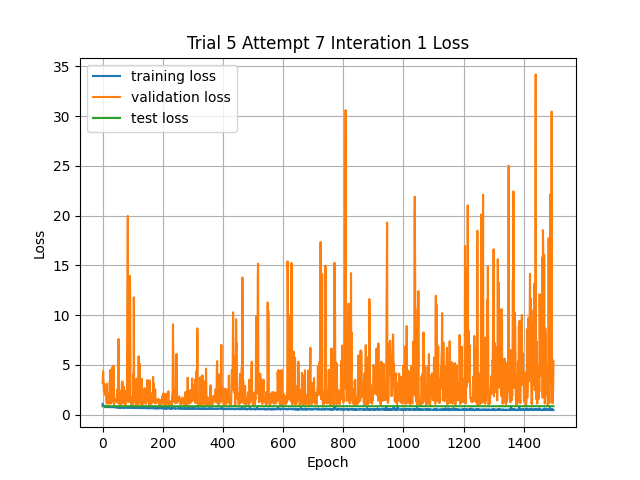 Trial 5 Attempt 7 Interation 1 Loss
training loss
validation loss
test loss
35
30
25
20
15
10
5
0
Loss
0 200 400 600 800 1000 1200 1400
Epoch